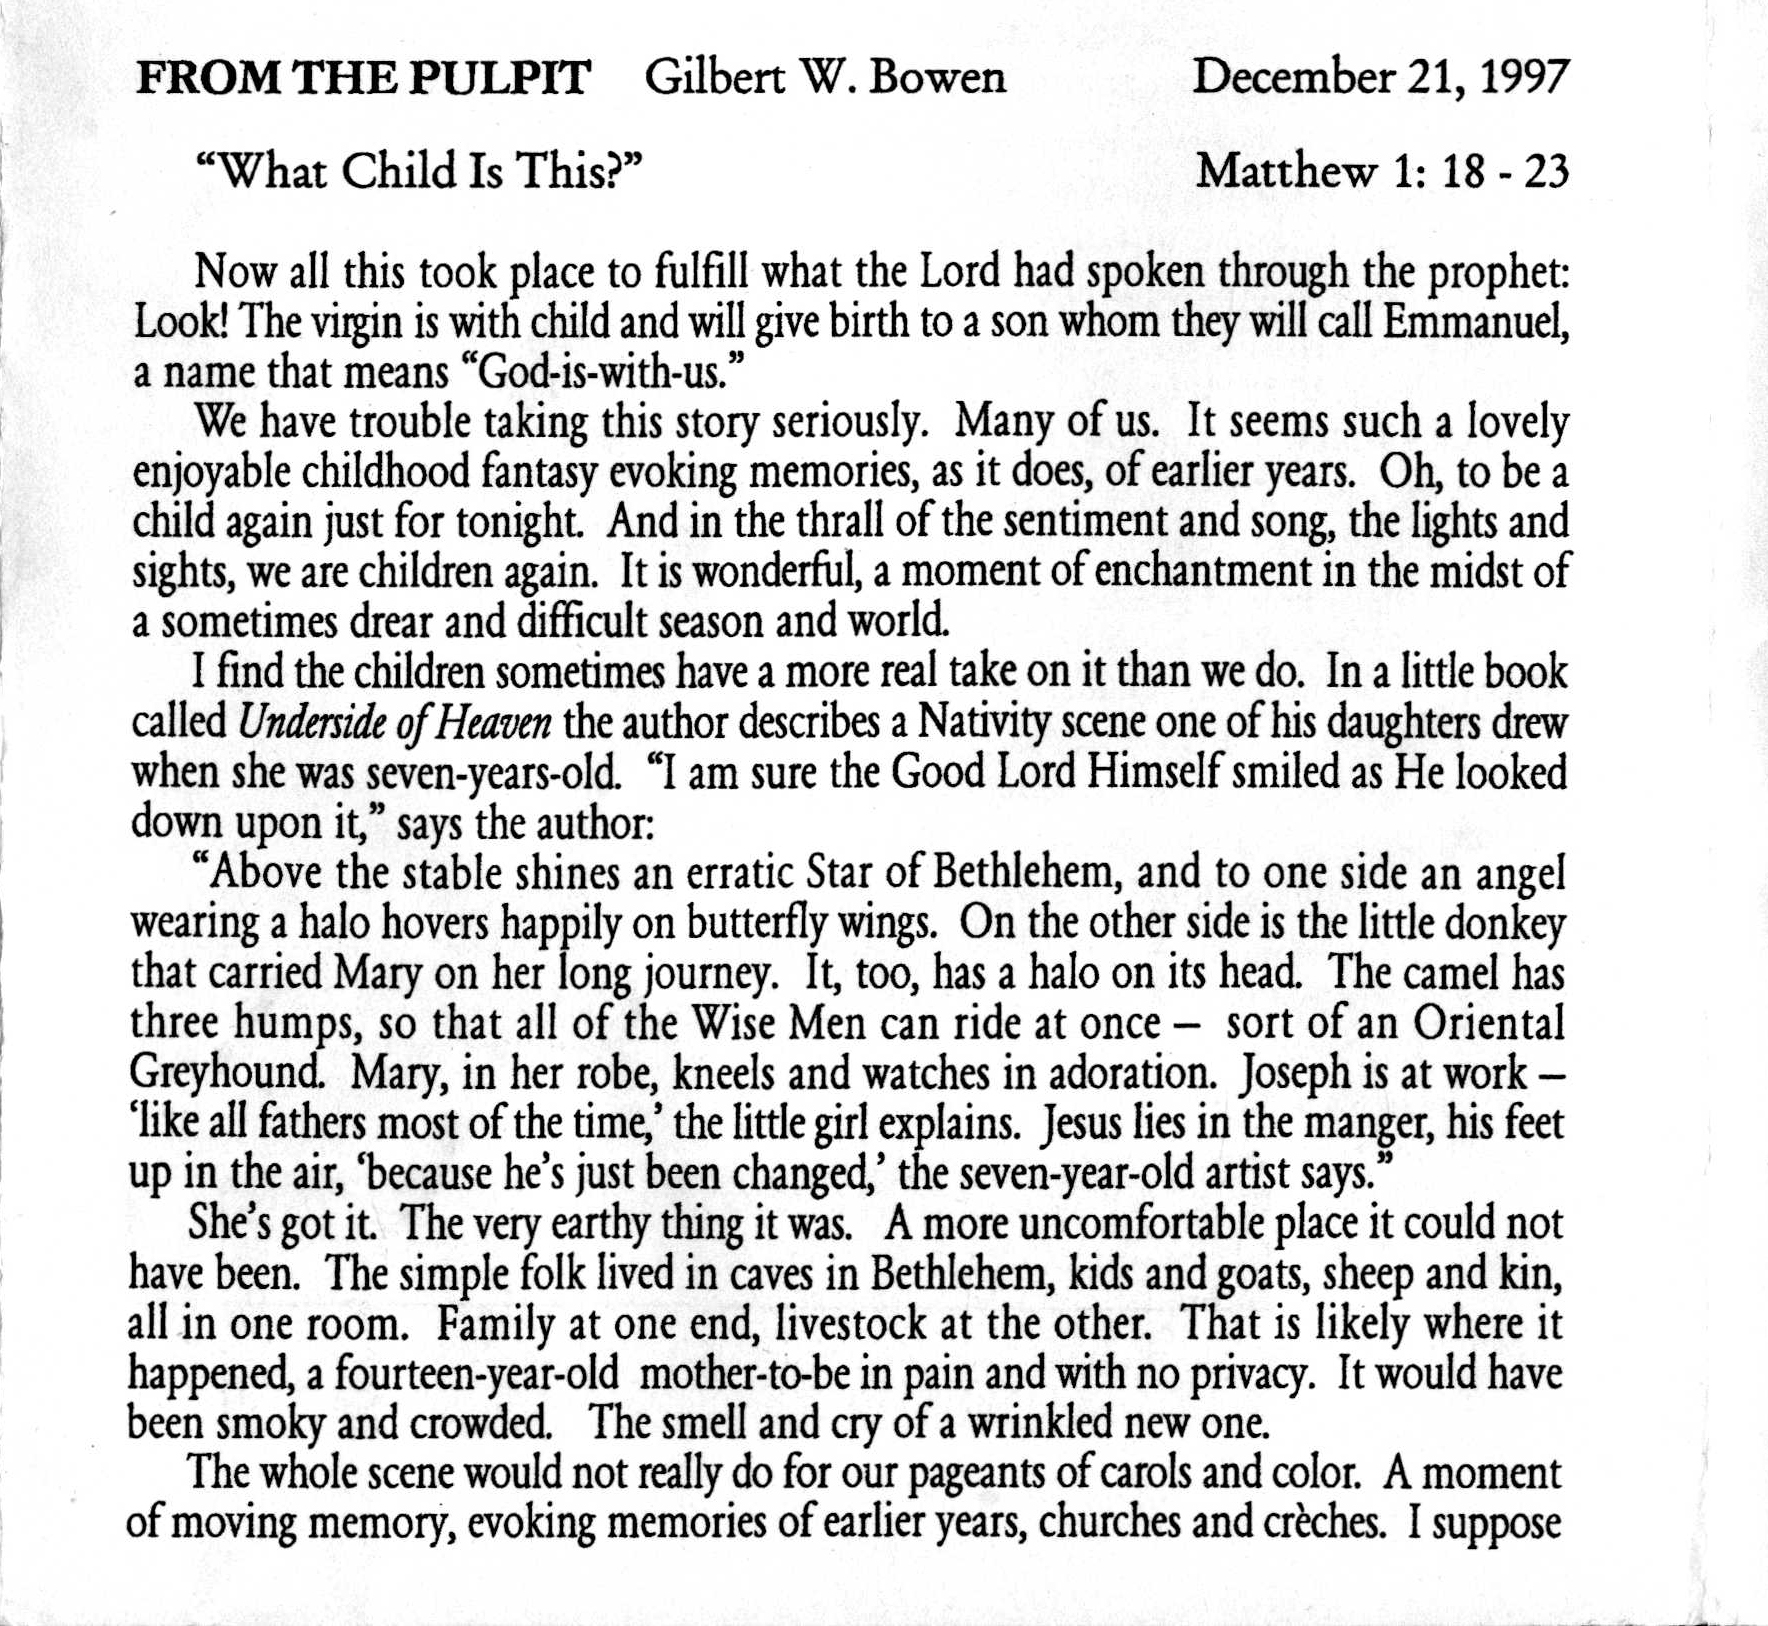 FROM THE PULPIT Gilbert W. Bowen December 21, 1997
“What Child Is This?” Matthew 1: 18 - 23
Now all this took place to fulfill what the Lord had spoken through the prophet:
Look! The virgin is with child and will give birth to a son whom they will call Emmanuel,
a name that means “God-is-with-us.”
We have trouble taking this story seriously. Many of us. It seems such a lovely
enjoyable childhood fantasy evoking memories, as it does, of earlier years. Oh, to be a
child again just for tonight. And in the thrall of the sentiment and song, the lights and
sights, we are children again. It is wonderful, a moment of enchantment in the midst of
a sometimes drear and difficult season and world.
I find the children sometimes have a more real take on it than we do. In a little book
called Underside of Heaven the author describes a Nativity scene one of his daughters drew
when she was seven-years-old. “I am sure the Good Lord Himself smiled as He looked
down upon it,” says the author:
“Above the stable shines an erratic Star of Bethlehem, and to one side an angel
wearing a halo hovers happily on butterfly wings. On the other side is the little donkey
that carried Mary on her long journey. It, too, has a halo on its head. The camel has
three humps, so that all of the Wise Men can ride at once – sort of an Oriental
Greyhound. Mary, in her robe, kneels and watches in adoration. Joseph is at work –
‘like all fathers most of the time,’ the little girl explains. Jesus lies in the manger, his feet
up in the air, ‘because he’s just been changed,’ the seven-year-old artist says.”
She’s got it. The very earthy thing it was. A more uncomfortable place it could not
have been. The simple folk lived in caves in Bethlehem, kids and goats, sheep and kin,
all in one room. Family at one end, livestock at the other. That is likely where it
happened, a fourteen-year-old mother-to-be in pain and with no privacy. It would have
been smoky and crowded. The smell and cry of a wrinkled new one.
The whole scene would not really do for our pageants of carols and color. A moment
of moving memory, evoking memories of earlier years, churches and crèches. I suppose